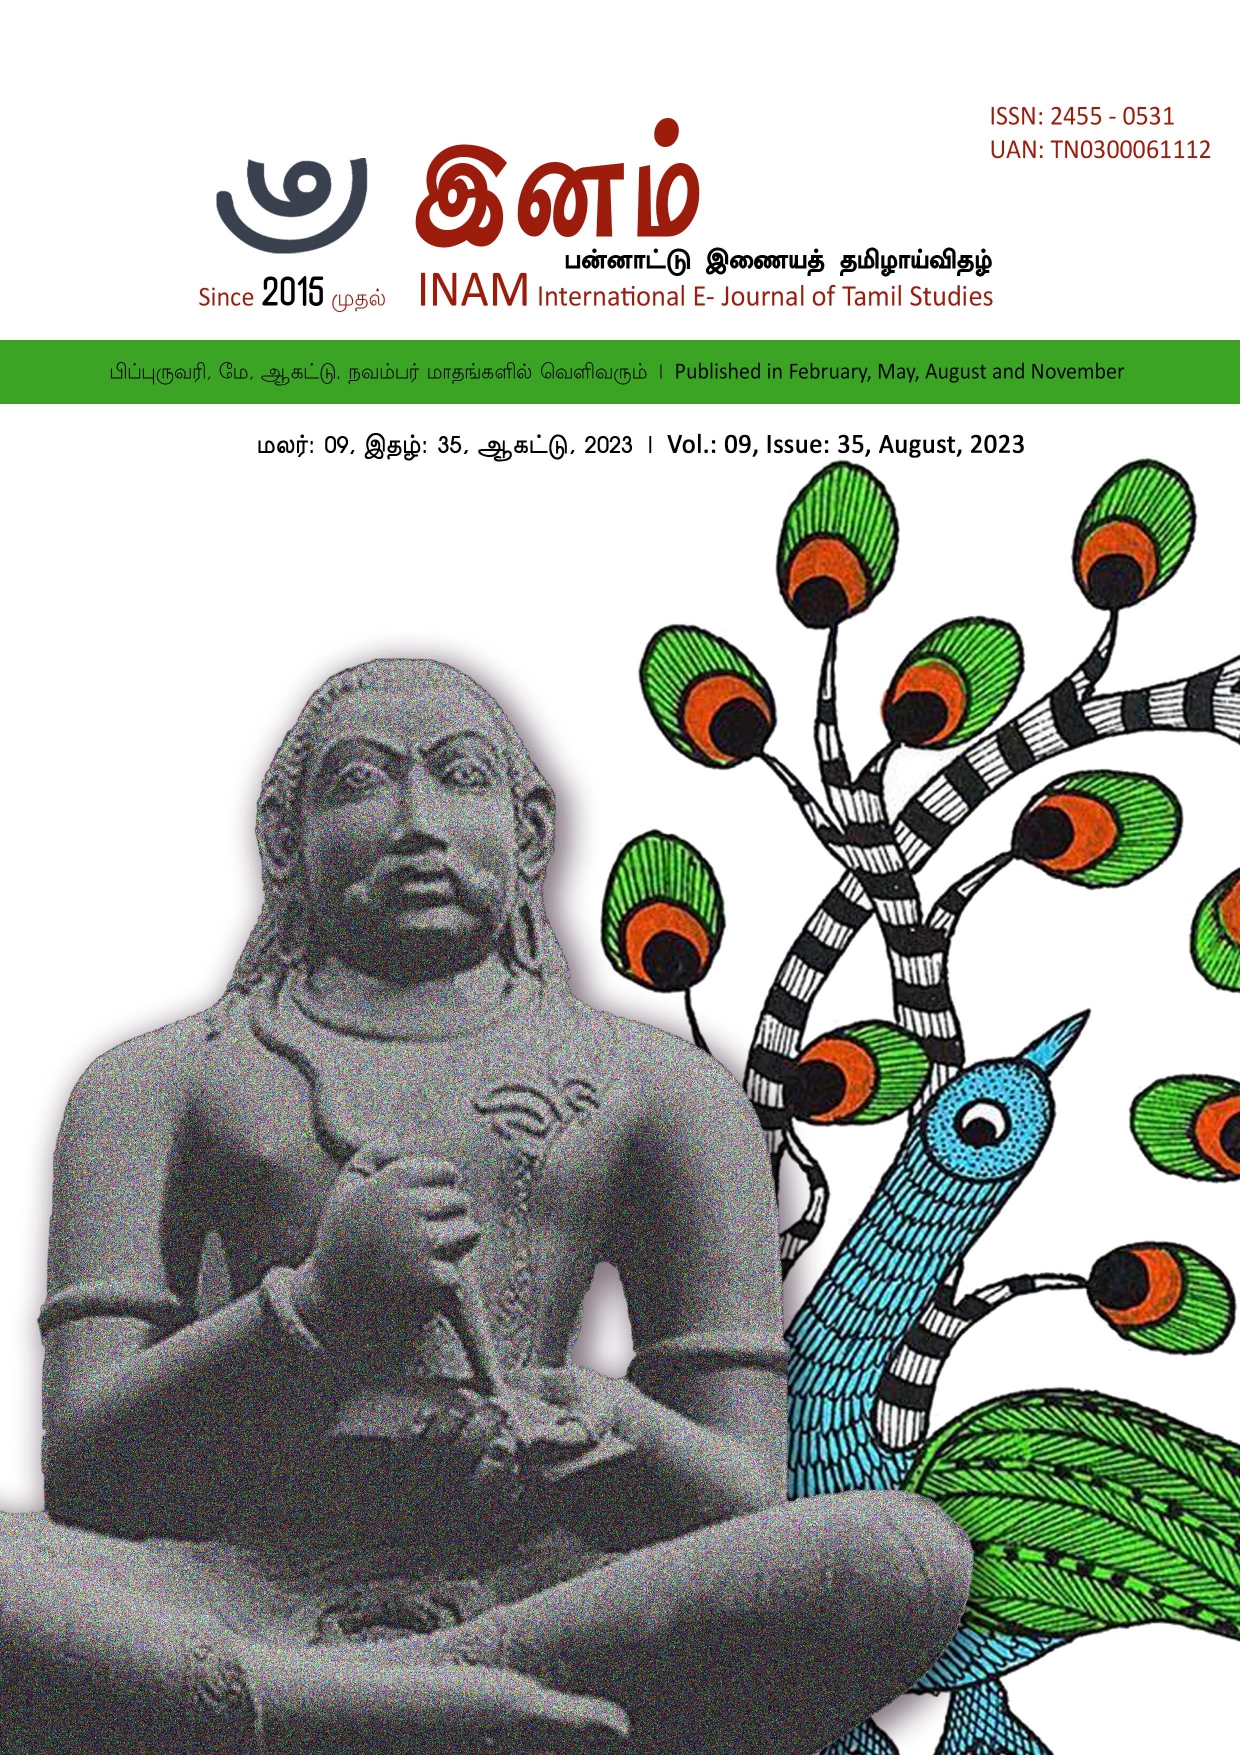 ISSN: 2455 - 0531
UAN: TN0300061112
இனம்
பன்னாட்டு இணையத் தமிழாய்விதழ்
Since 2015 முதல்
INAM International E- Journal of Tamil Studies
பிப்புருவரி, மே, ஆகட்டு, நவம்பர் மாதங்களில் வெளிவரும் | Published in February, May, August and November
மலர்: 09, இதழ்: 35, ஆகட்டு, 2023 | Vol.: 09, Issue: 35, August, 2023